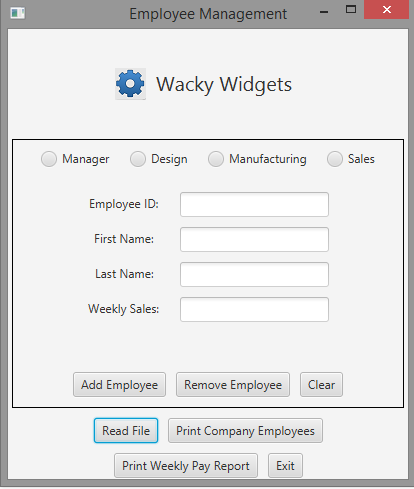 Employee Management
Wacky Widgets
Manager Design Manufacturing Sales
Employee ID:
First Name:
Last Name:
Weekly Sales:
Add Employee Remove Employee Clear
Read File Print Company Employees
Print Weekly Pay Report Exit